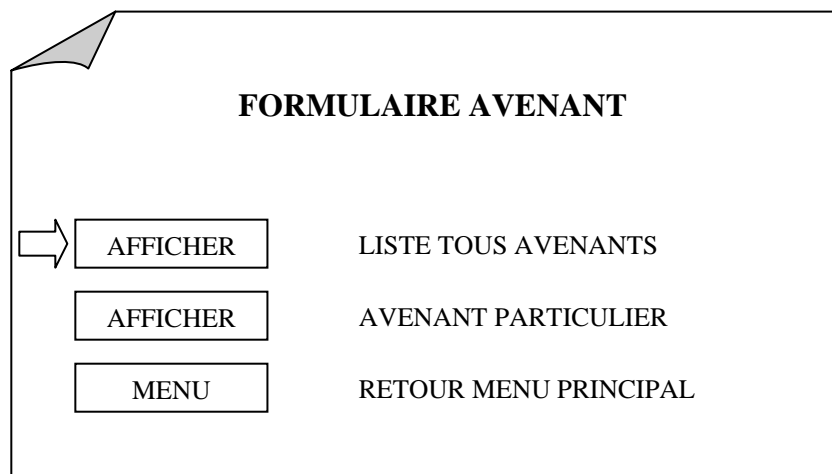 FORMULAIRE AVENANT
AFFICHER LISTE TOUS AVENANTS
AFFICHER AVENANT PARTICULIER
MENU RETOUR MENU PRINCIPAL